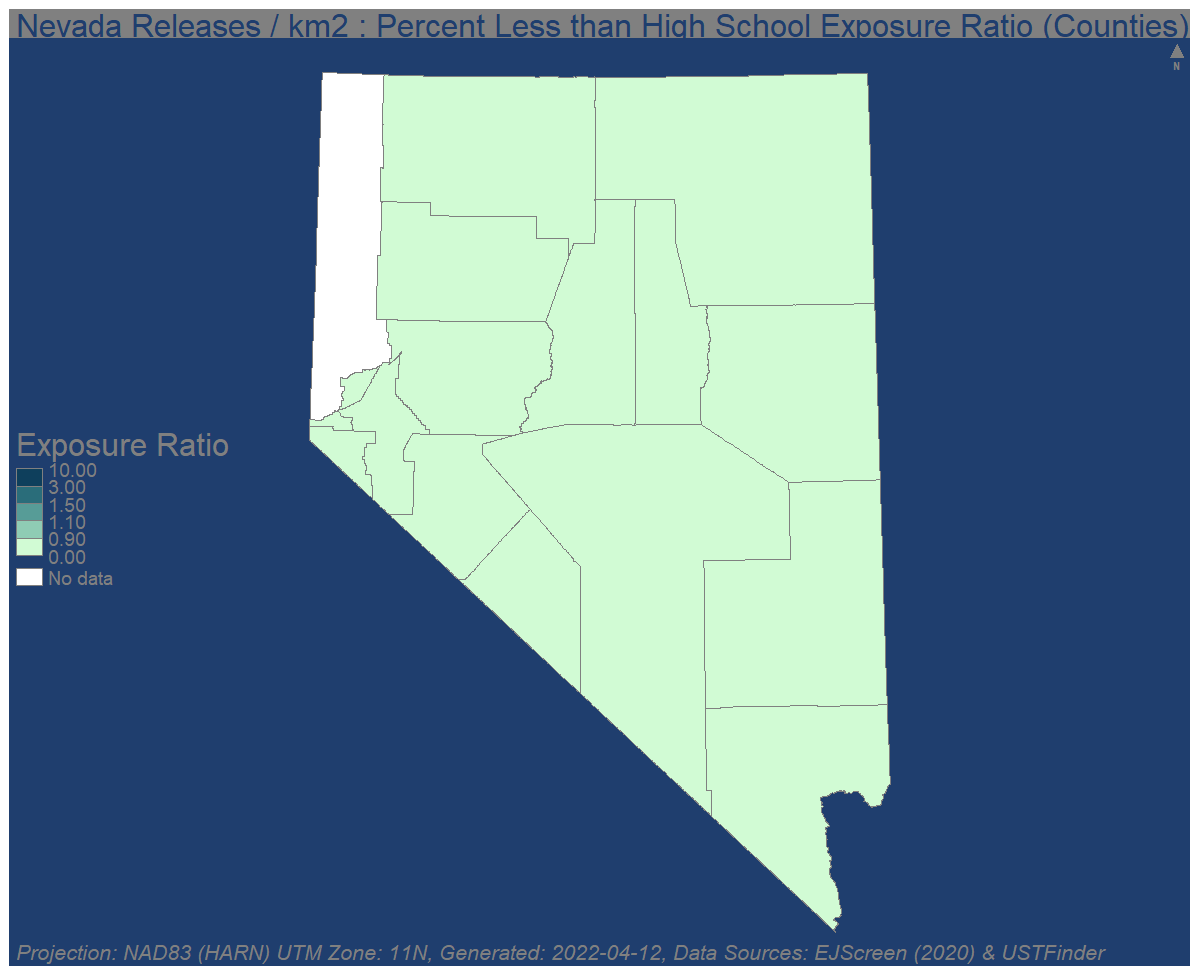 Nevada Releases / km2 : Percent Less than High School Exposure Ratio (Counties)
N
Exposure Ratio
10.00
3.00
1.50
1.10
0.90
0.00
No data
Projection: NAD83 (HARN) UTM Zone: 11N, Generated: 2022-04-12, Data Sources: EJScreen (2020) & USTFinder